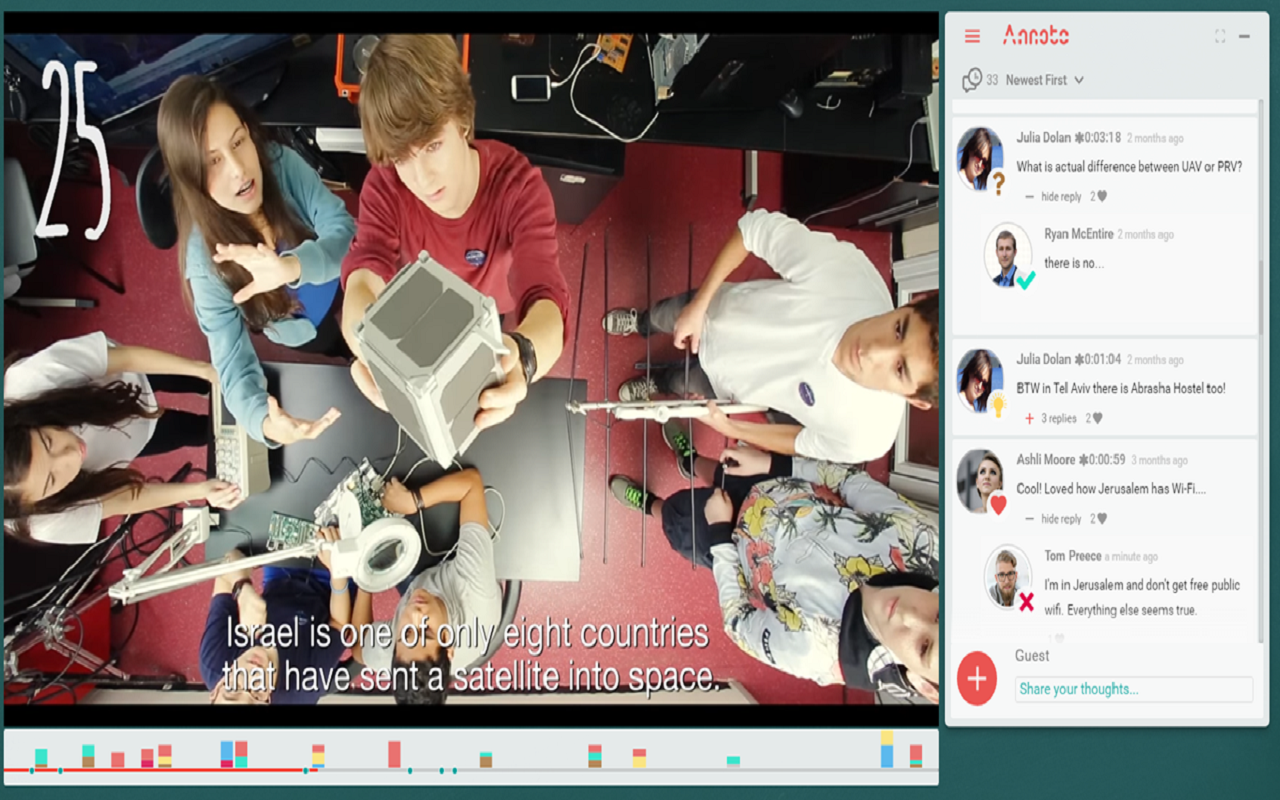 25
Israel is one of only eight countries
that have sent a satellite into space.
Annoto
33 Newest First
Julia Dolan ✱0:03:18 2 months ago
What is actual difference between UAV or PRV?
— hide reply 2♥
Ryan McEntire 2 months ago
there is no...
Julia Dolan ✱0:01:04 2 months ago
BTW in Tel Aviv there is Abrasha Hostel too!
+ 3 replies 2♥
Ashli Moore ✱0:00:59 3 months ago
Cool! Loved how Jerusalem has Wi-Fi....
— hide reply 2♥
Tom Preece a minute ago
I'm in Jerusalem and don't get free public
wifi. Everything else seems true.
Guest
Share your thoughts...